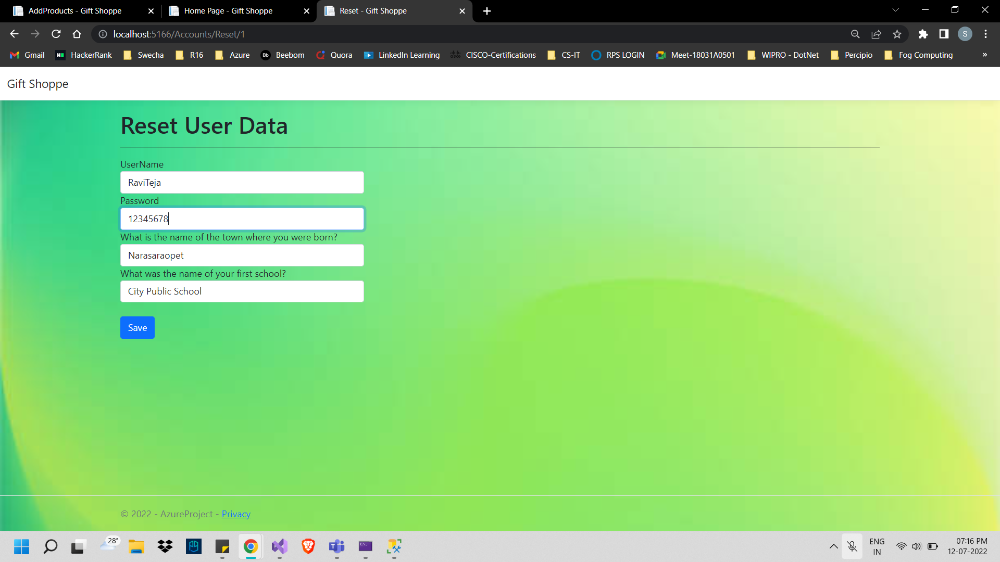 AddProducts - Gift Shoppe
Home Page - Gift Shoppe
Reset - Gift Shoppe
localhost:5166/Accounts/Reset/1
S
Gmail
HackerRank
Swecha
R16
Azure
Bb Beebom
Quora
LinkedIn Learning
CISCO-Certifications
CS-IT
RPS LOGIN
Meet-18031A0501
WIPRO - DotNet
Percipio
Fog Computing
»
Gift Shoppe
Reset User Data
UserName
RaviTeja
Password
12345678
What is the name of the town where you were born?
Narasaraopet
What was the name of your first school?
City Public School
Save
© 2022 - AzureProject - Privacy
28°
ENG
IN
07:16 PM
12-07-2022